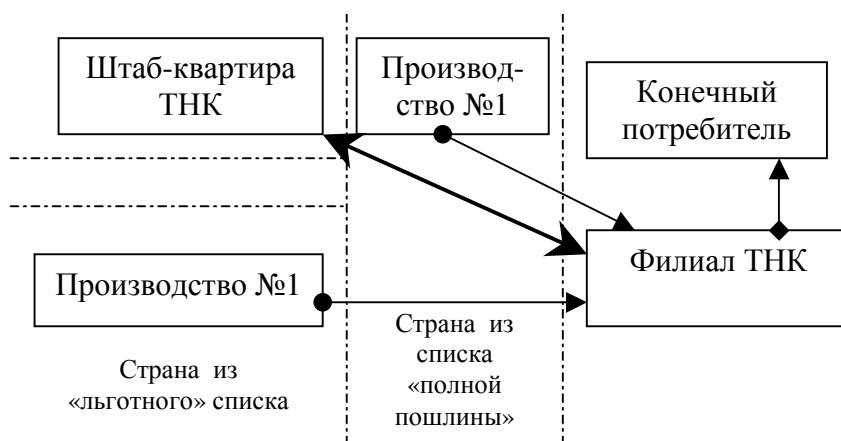 Штаб-квартира
ТНК
Производ-
ство №1
Конечный
потребитель
Филиал ТНК
Производство №1
Страна из
списка
«полной
пошлины»
Страна из
«льготного» списка